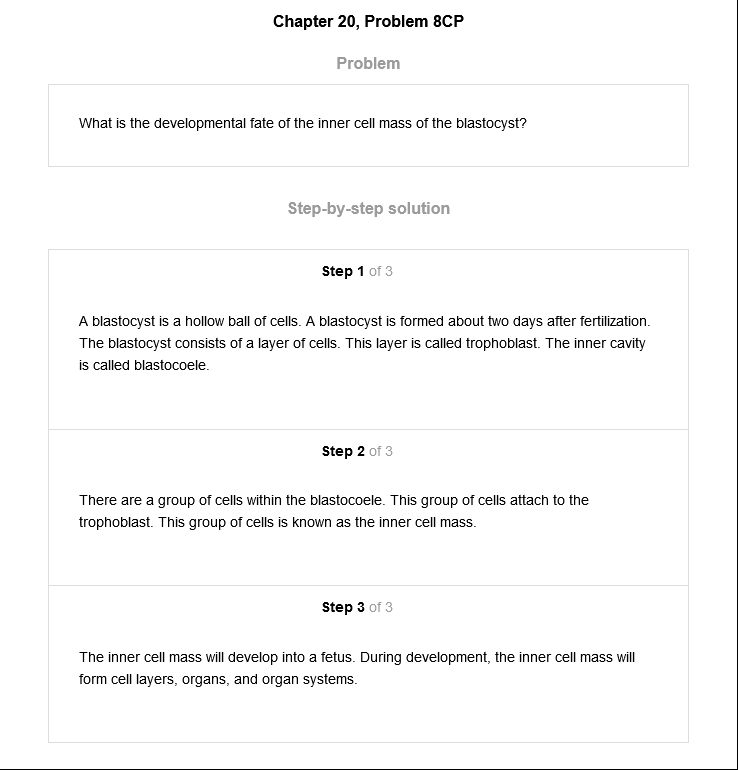 Chapter 20, Problem 8CP
Problem
What is the developmental fate of the inner cell mass of the blastocyst?
Step-by-step solution
Step 1 of 3
A blastocyst is a hollow ball of cells. A blastocyst is formed about two days after fertilization.
The blastocyst consists of a layer of cells. This layer is called trophoblast. The inner cavity
is called blastocoele.
Step 2 of 3
There are a group of cells within the blastocoele. This group of cells attach to the
trophoblast. This group of cells is known as the inner cell mass.
Step 3 of 3
The inner cell mass will develop into a fetus. During development, the inner cell mass will
form cell layers, organs, and organ systems.